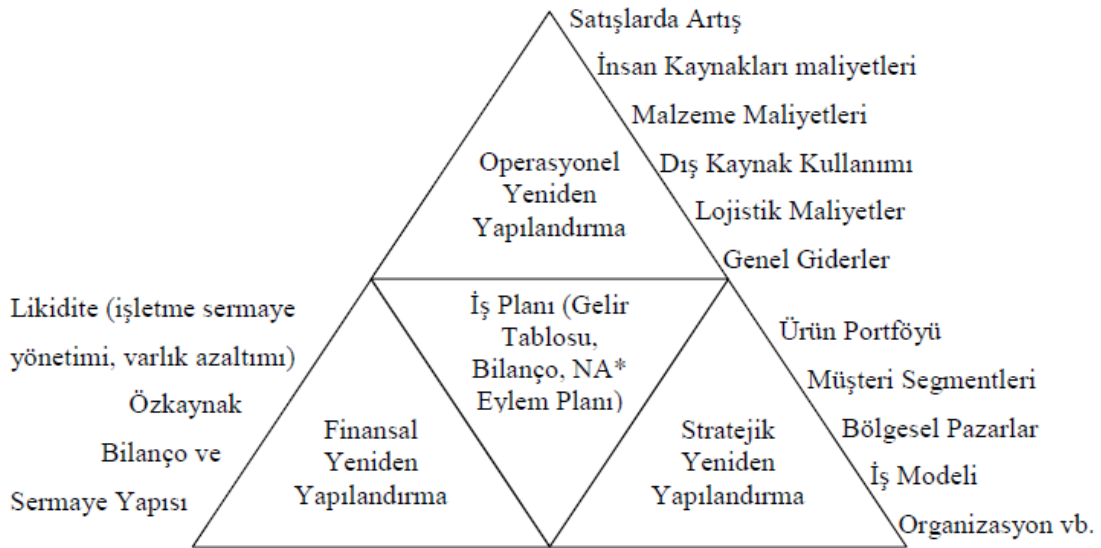 Satışlarda Artış
İnsan Kaynakları maliyetleri
Malzeme Maliyetleri
Dış Kaynak Kullanımı
Lojistik Maliyetler
Genel Giderler
Operasyonel
Yeniden
Yapılandırma
Likidite (işletme sermaye
yönetimi, varlık azaltımı)
Özkaynak
Bilanço ve
Sermaye Yapısı
İş Planı (Gelir
Tablosu,
Bilanço, NA*
Eylem Planı)
Finansal
Yeniden
Yapılandırma
Stratejik
Yeniden
Yapılandırma
Ürün Portföyü
Müşteri Segmentleri
Bölgesel Pazarlar
İş Modeli
Organizasyon vb.